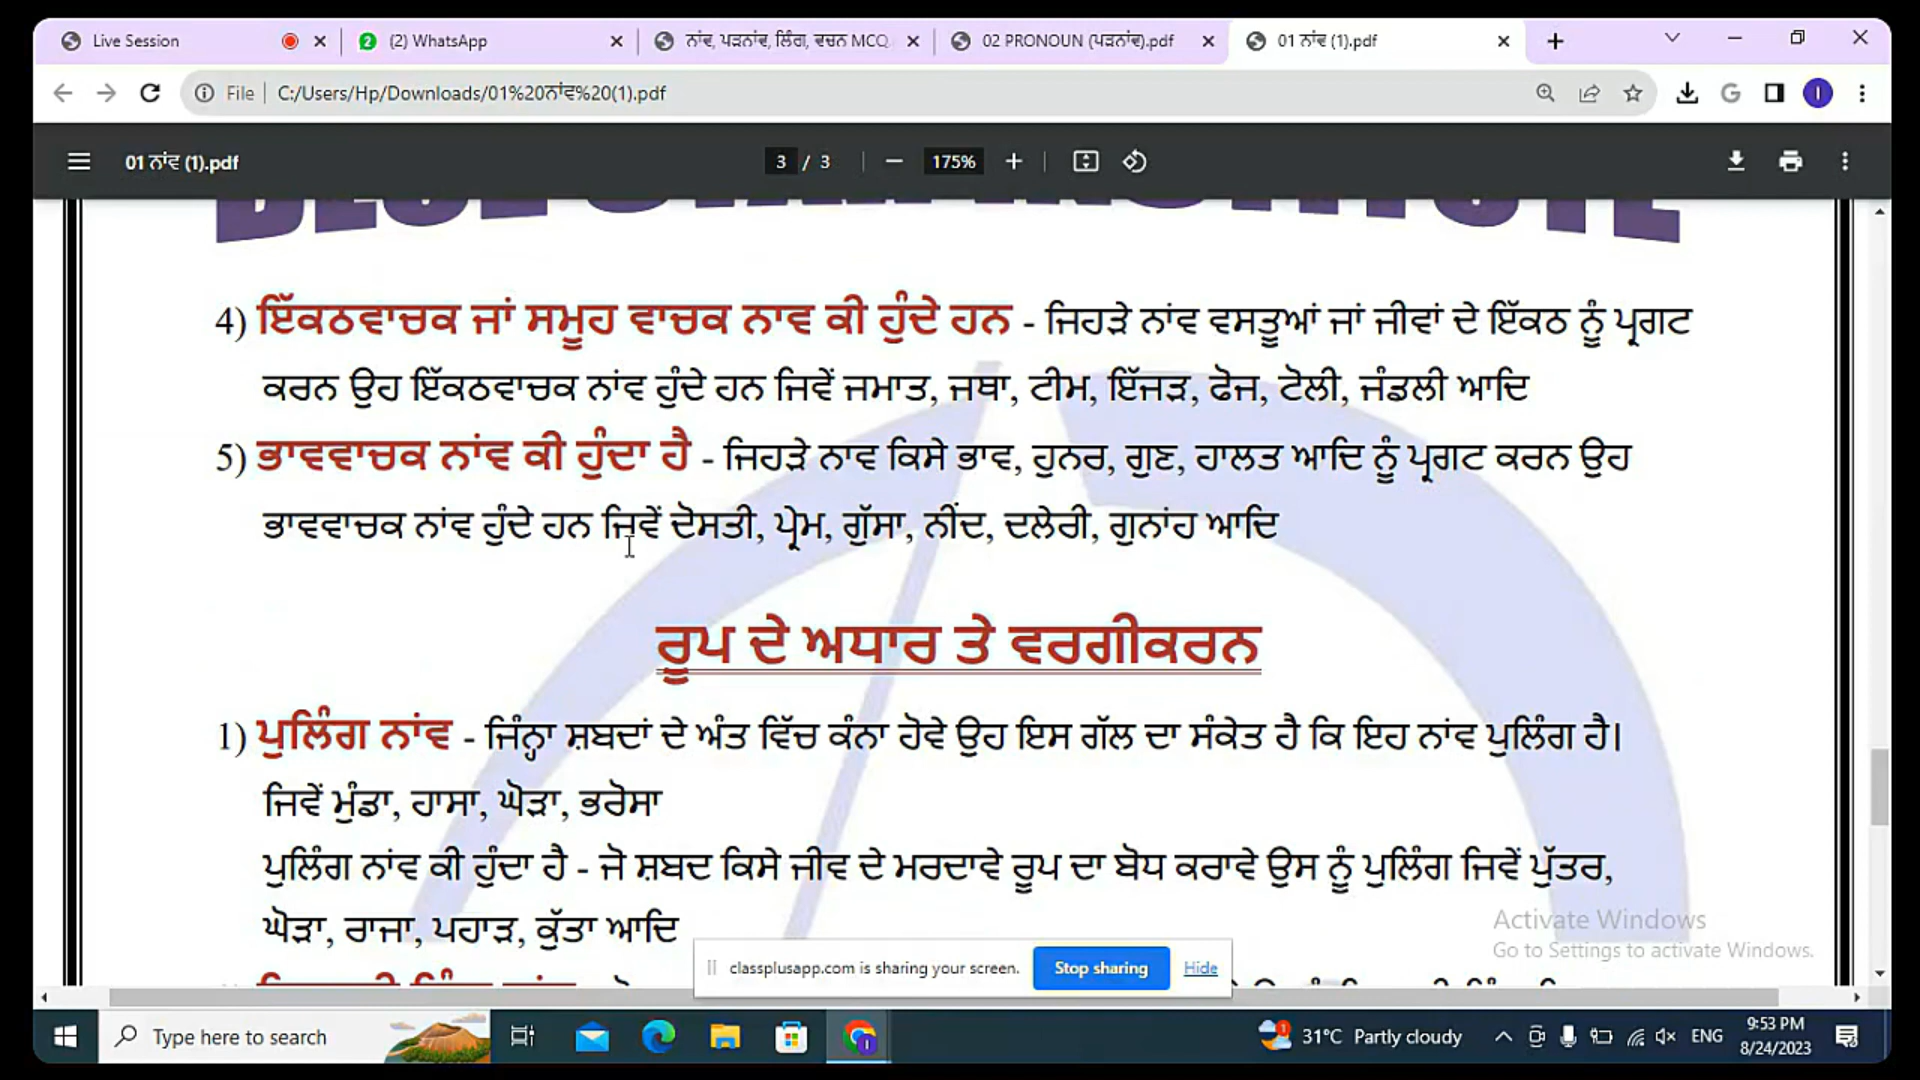 Live Session
(2) WhatsApp
ਨਾਂਵ, ਪੜਨਾਂਵ, ਲਿੰਗ, ਵਚਨ MCQ
02 PRONOUN (ਪੜਨਾਂਵ).pdf
01 ਨਾਂਵ (1).pdf
File
C:/Users/Hp/Downloads/01%20ਨਾਂਵ%20(1).pdf
01 ਨਾਂਵ (1).pdf
3 / 3
175%
4) ਇੱਕਠਵਾਚਕ ਜਾਂ ਸਮੂਹ ਵਾਚਕ ਨਾਵ ਕੀ ਹੁੰਦੇ ਹਨ - ਜਿਹੜੇ ਨਾਂਵ ਵਸਤੂਆਂ ਜਾਂ ਜੀਵਾਂ ਦੇ ਇੱਕਠ ਨੂੰ ਪ੍ਰਗਟ
ਕਰਨ ਉਹ ਇੱਕਠਵਾਚਕ ਨਾਂਵ ਹੁੰਦੇ ਹਨ ਜਿਵੇਂ ਜਮਾਤ, ਜਥਾ, ਟੀਮ, ਇੱਜੜ, ਫੋਜ, ਟੋਲੀ, ਜੰਡਲੀ ਆਦਿ
5) ਭਾਵਵਾਚਕ ਨਾਂਵ ਕੀ ਹੁੰਦਾ ਹੈ - ਜਿਹੜੇ ਨਾਵ ਕਿਸੇ ਭਾਵ, ਹੁਨਰ, ਗੁਣ, ਹਾਲਤ ਆਦਿ ਨੂੰ ਪ੍ਰਗਟ ਕਰਨ ਉਹ
ਭਾਵਵਾਚਕ ਨਾਂਵ ਹੁੰਦੇ ਹਨ ਜਿਵੇਂ ਦੋਸਤੀ, ਪ੍ਰੇਮ, ਗੁੱਸਾ, ਨੀਂਦ, ਦਲੇਰੀ, ਗੁਨਾਂਹ ਆਦਿ
ਰੂਪ ਦੇ ਅਧਾਰ ਤੇ ਵਰਗੀਕਰਨ
1) ਪੁਲਿੰਗ ਨਾਂਵ - ਜਿੰਨ੍ਹਾ ਸ਼ਬਦਾਂ ਦੇ ਅੰਤ ਵਿੱਚ ਕੰਨਾ ਹੋਵੇ ਉਹ ਇਸ ਗੱਲ ਦਾ ਸੰਕੇਤ ਹੈ ਕਿ ਇਹ ਨਾਂਵ ਪੁਲਿੰਗ ਹੈ।
ਜਿਵੇਂ ਮੁੰਡਾ, ਹਾਸਾ, ਘੋੜਾ, ਭਰੋਸਾ
ਪੁਲਿੰਗ ਨਾਂਵ ਕੀ ਹੁੰਦਾ ਹੈ - ਜੋ ਸ਼ਬਦ ਕਿਸੇ ਜੀਵ ਦੇ ਮਰਦਾਵੇ ਰੂਪ ਦਾ ਬੋਧ ਕਰਾਵੇ ਉਸ ਨੂੰ ਪੁਲਿੰਗ ਜਿਵੇਂ ਪੁੱਤਰ,
ਘੋੜਾ, ਰਾਜਾ, ਪਹਾੜ, ਕੁੱਤਾ ਆਦਿ
Activate Windows
Go to Settings to activate Windows.
classplusapp.com is sharing your screen.
Stop sharing
Hide
Type here to search
31°C Partly cloudy
ENG
9:53 PM
8/24/2023